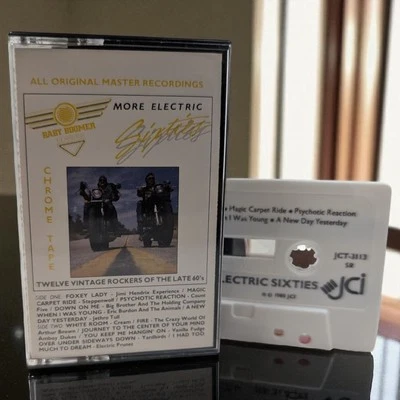 ALL ORIGINAL MASTER RECORDINGS
BABY BOOMER
MORE ELECTRIC
Sixties
CHROME TAPE
TWELVE VINTAGE ROCKERS OF THE LATE 60's
SIDE ONE: FOXEY LADY - Jimi Hendrix Experience / MAGIC
CARPET RIDE - Steppenwolf / PSYCHOTIC REACTION - Count
Five / DOWN ON ME - Big Brother And The Holding Company
WHEN I WAS YOUNG - Eric Burdon And The Animals / A NEW
DAY YESTERDAY - Jethro Tull
SIDE TWO: WHITE ROOM - Cream / FIRE - The Crazy World Of
Arthur Brown / JOURNEY TO THE CENTER OF YOUR MIND
Amboy Dukes / YOU KEEP ME HANGIN' ON - Vanilla Fudge
OVER UNDER SIDEWAYS DOWN - Yardbirds / I HAD TOO
MUCH TO DREAM - Electric Prunes
Magic Carpet Ride • Psychotic Reaction
I Was Young • A New Day Yesterday
JCT-3113
ECTRIC SIXTIES
jci
1985 JCI